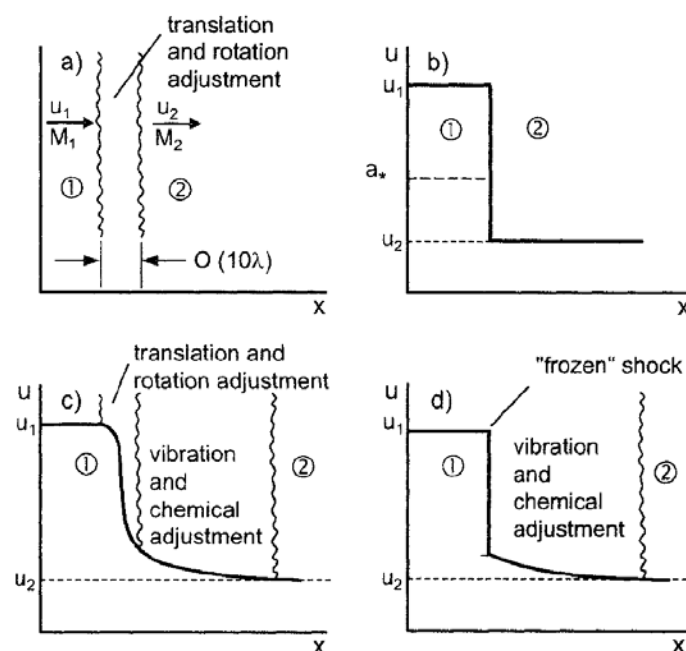 translation
and rotation
adjustment
a)
u₁
M₁
u₂
M₂
①
②
O (10λ)
x
u
b)
u₁
①
②
a*
u₂
x
translation and
rotation adjustment
u
c)
u₁
①
②
vibration
and
chemical
adjustment
u₂
x
"frozen" shock
u
d)
u₁
①
②
vibration
and
chemical
adjustment
u₂
x